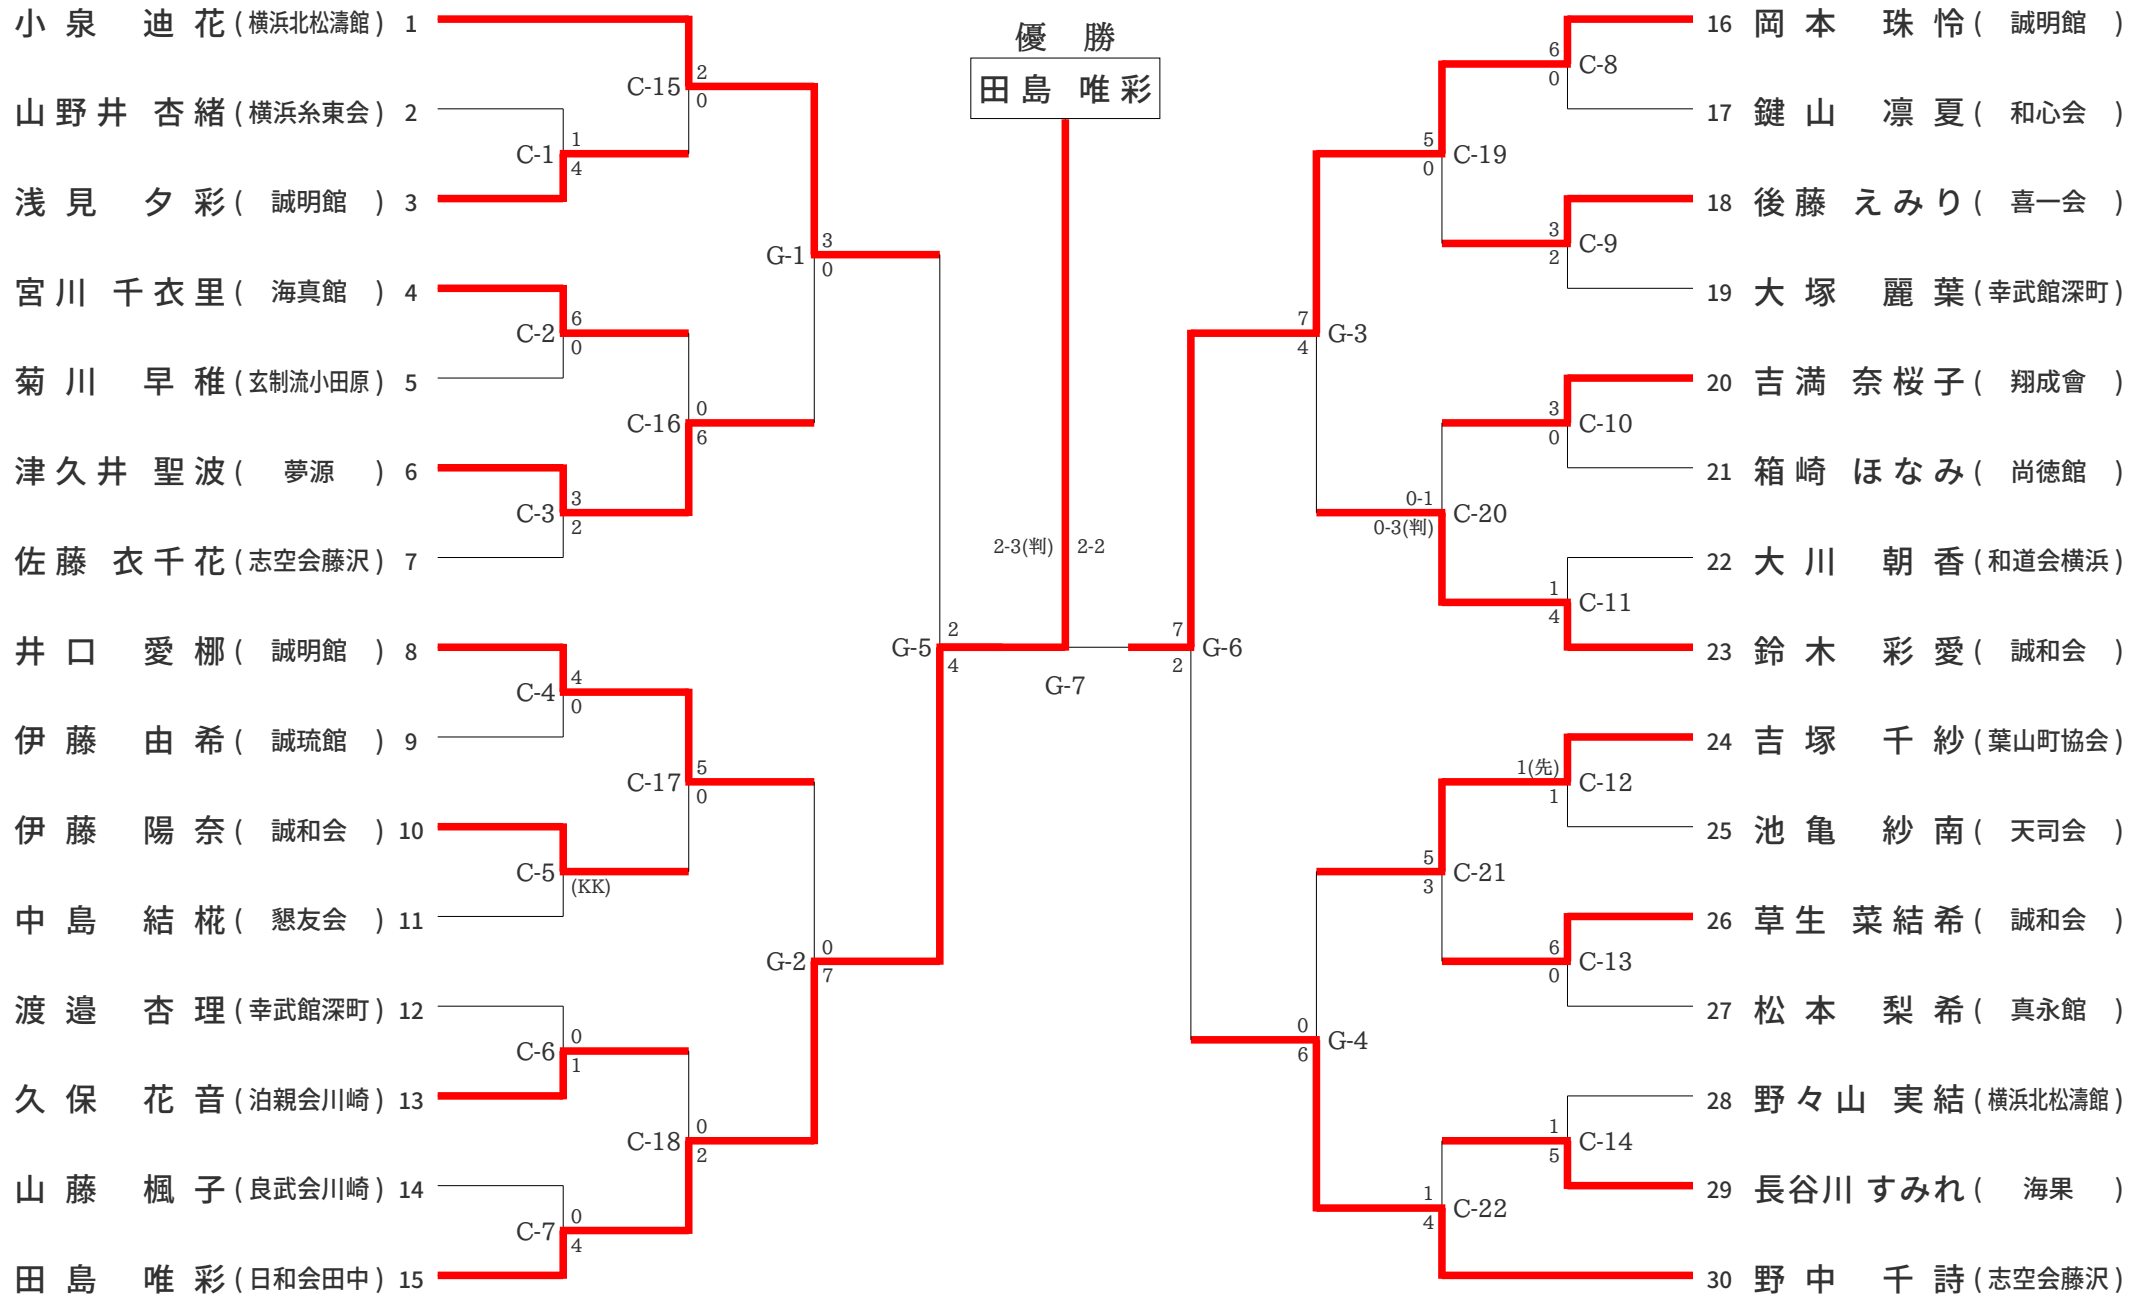 優 勝
田島 唯彩
小泉 迪花 (横浜北松濤館) 1
山野井 杏緒 (横浜糸東会) 2
浅見 夕彩 (誠明館) 3
宮川 千衣里 (海真館) 4
菊川 早稚 (玄制流小田原) 5
津久井 聖波 (夢源) 6
佐藤 衣千花 (志空会藤沢) 7
井口 愛梛 (誠明館) 8
伊藤 由希 (誠琉館) 9
伊藤 陽奈 (誠和会) 10
中島 結椛 (懇友会) 11
渡邉 杏理 (幸武館深町) 12
久保 花音 (泊親会川崎) 13
山藤 楓子 (良武会川崎) 14
田島 唯彩 (日和会田中) 15
C-1 1 4
C-2 6 0
C-3 3 2
C-4 4 0
C-5 (KK)
C-6 0 1
C-7 0 4
C-15 2 0
C-16 0 6
C-17 5 0
C-18 0 2
G-1 3 0
G-2 0 7
G-5 2 4
2-3(判) 2-2
G-7
7 2 G-6
7 4 G-3
0 6 G-4
5 0 C-19
0-1 0-3(判) C-20
5 3 C-21
1 4 C-22
6 0 C-8
3 2 C-9
3 0 C-10
1 4 C-11
1(先) 1 C-12
6 0 C-13
1 5 C-14
16 岡本 珠怜 (誠明館)
17 鍵山 凛夏 (和心会)
18 後藤 えみり (喜一会)
19 大塚 麗葉 (幸武館深町)
20 吉満 奈桜子 (翔成會)
21 箱崎 ほなみ (尚徳館)
22 大川 朝香 (和道会横浜)
23 鈴木 彩愛 (誠和会)
24 吉塚 千紗 (葉山町協会)
25 池亀 紗南 (天司会)
26 草生 菜結希 (誠和会)
27 松本 梨希 (真永館)
28 野々山 実結 (横浜北松濤館)
29 長谷川 すみれ (海果)
30 野中 千詩 (志空会藤沢)